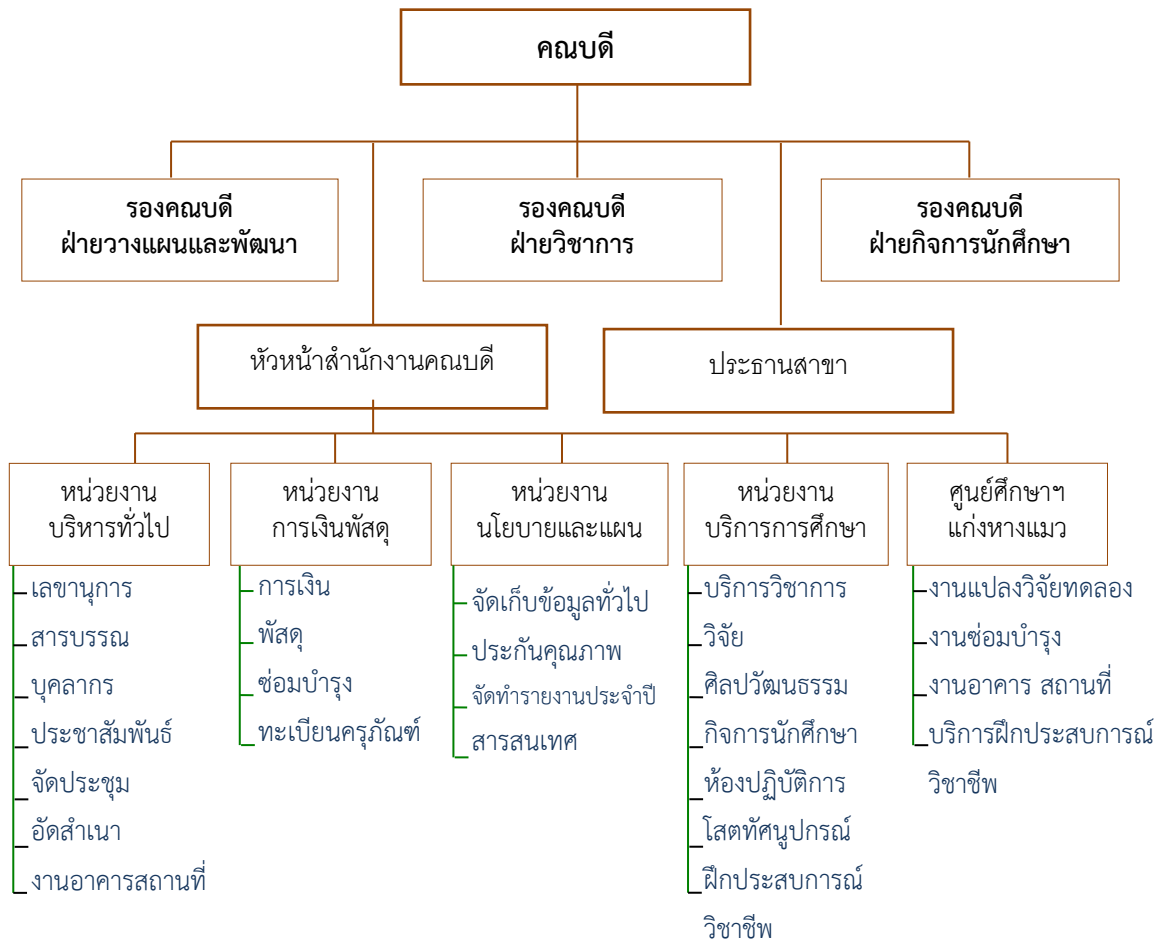 คณบดี
รองคณบดี
ฝ่ายวางแผนและพัฒนา
รองคณบดี
ฝ่ายวิชาการ
รองคณบดี
ฝ่ายกิจการนักศึกษา
หัวหน้าสำนักงานคณบดี
ประธานสาขา
หน่วยงาน
บริหารทั่วไป
เลขานุการ
สารบรรณ
บุคลากร
ประชาสัมพันธ์
จัดประชุม
อัดสำเนา
งานอาคารสถานที่
หน่วยงาน
การเงินพัสดุ
การเงิน
พัสดุ
ซ่อมบำรุง
ทะเบียนครุภัณฑ์
หน่วยงาน
นโยบายและแผน
จัดเก็บข้อมูลทั่วไป
ประกันคุณภาพ
จัดทำรายงานประจำปี
สารสนเทศ
หน่วยงาน
บริการการศึกษา
บริการวิชาการ
วิจัย
ศิลปวัฒนธรรม
กิจการนักศึกษา
ห้องปฏิบัติการ
โสตทัศนูปกรณ์
ฝึกประสบการณ์
วิชาชีพ
ศูนย์ศึกษาฯ
แก่งหางแมว
งานแปลงวิจัยทดลอง
งานซ่อมบำรุง
งานอาคาร สถานที่
บริการฝึกประสบการณ์
วิชาชีพ